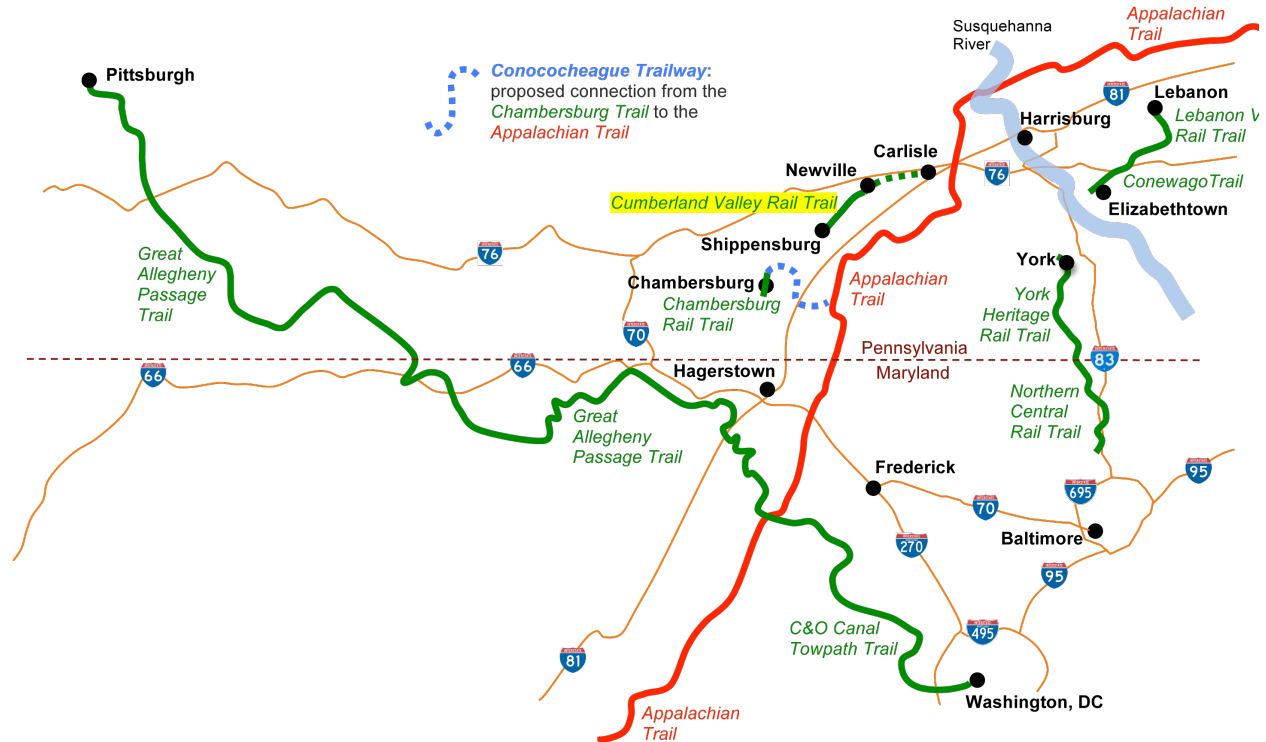 Appalachian
Trail
Susquehanna
River
Pittsburgh
Conococheague Trailway:
proposed connection from the
Chambersburg Trail to the
Appalachian Trail
81
Lebanon
Lebanon V
Rail Trail
Harrisburg
Carlisle
Newville
76
ConewagoTrail
Cumberland Valley Rail Trail
Elizabethtown
Shippensburg
76
Great
Allegheny
Passage
Trail
York
Chambersburg
Chambersburg
Rail Trail
Appalachian
Trail
York
Heritage
Rail Trail
70
Pennsylvania
Maryland
83
66
66
Hagerstown
Northern
Central
Rail Trail
Great
Allegheny
Passage Trail
Frederick
95
695
70
Baltimore
270
95
C&O Canal
Towpath Trail
495
81
Washington, DC
Appalachian
Trail